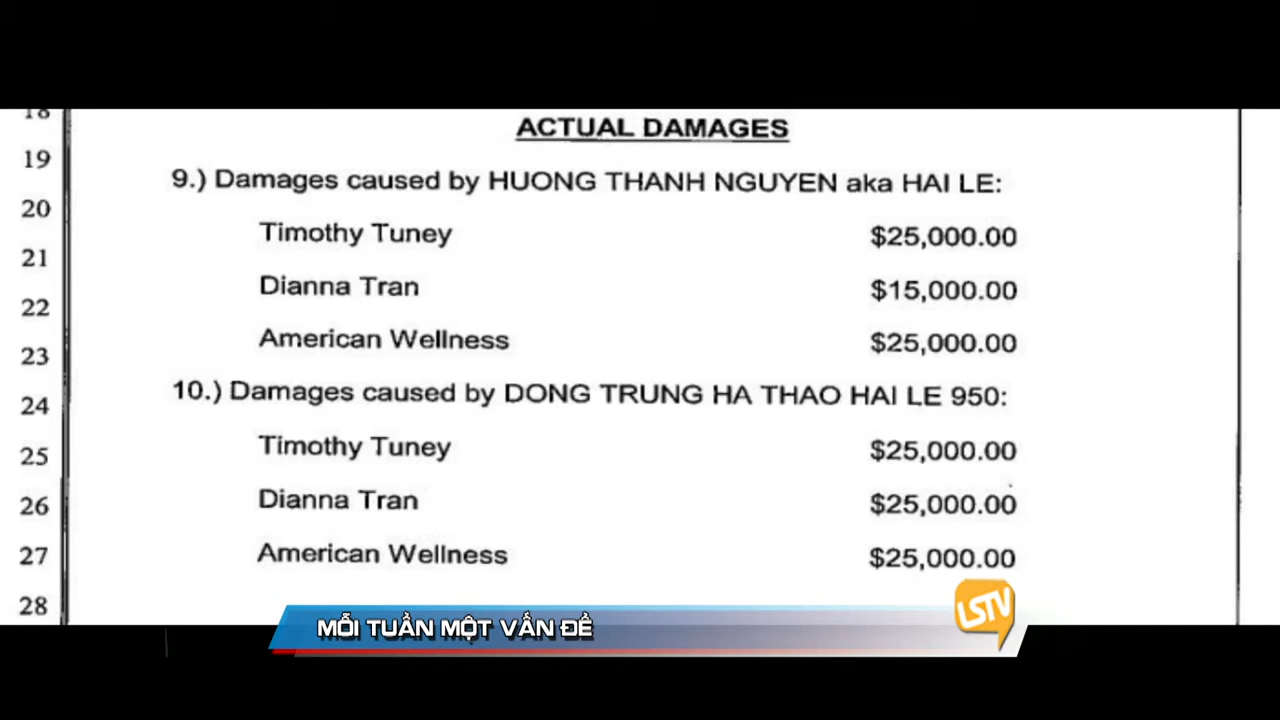 18
ACTUAL DAMAGES
19
9.) Damages caused by HUONG THANH NGUYEN aka HAI LE:
20
Timothy Tuney $25,000.00
21
Dianna Tran $15,000.00
22
American Wellness $25,000.00
23
10.) Damages caused by DONG TRUNG HA THAO HAI LE 950:
24
Timothy Tuney $25,000.00
25
Dianna Tran $25,000.00
26
American Wellness $25,000.00
27
28
MỖI TUẦN MỘT VẤN ĐỀ
LSTV